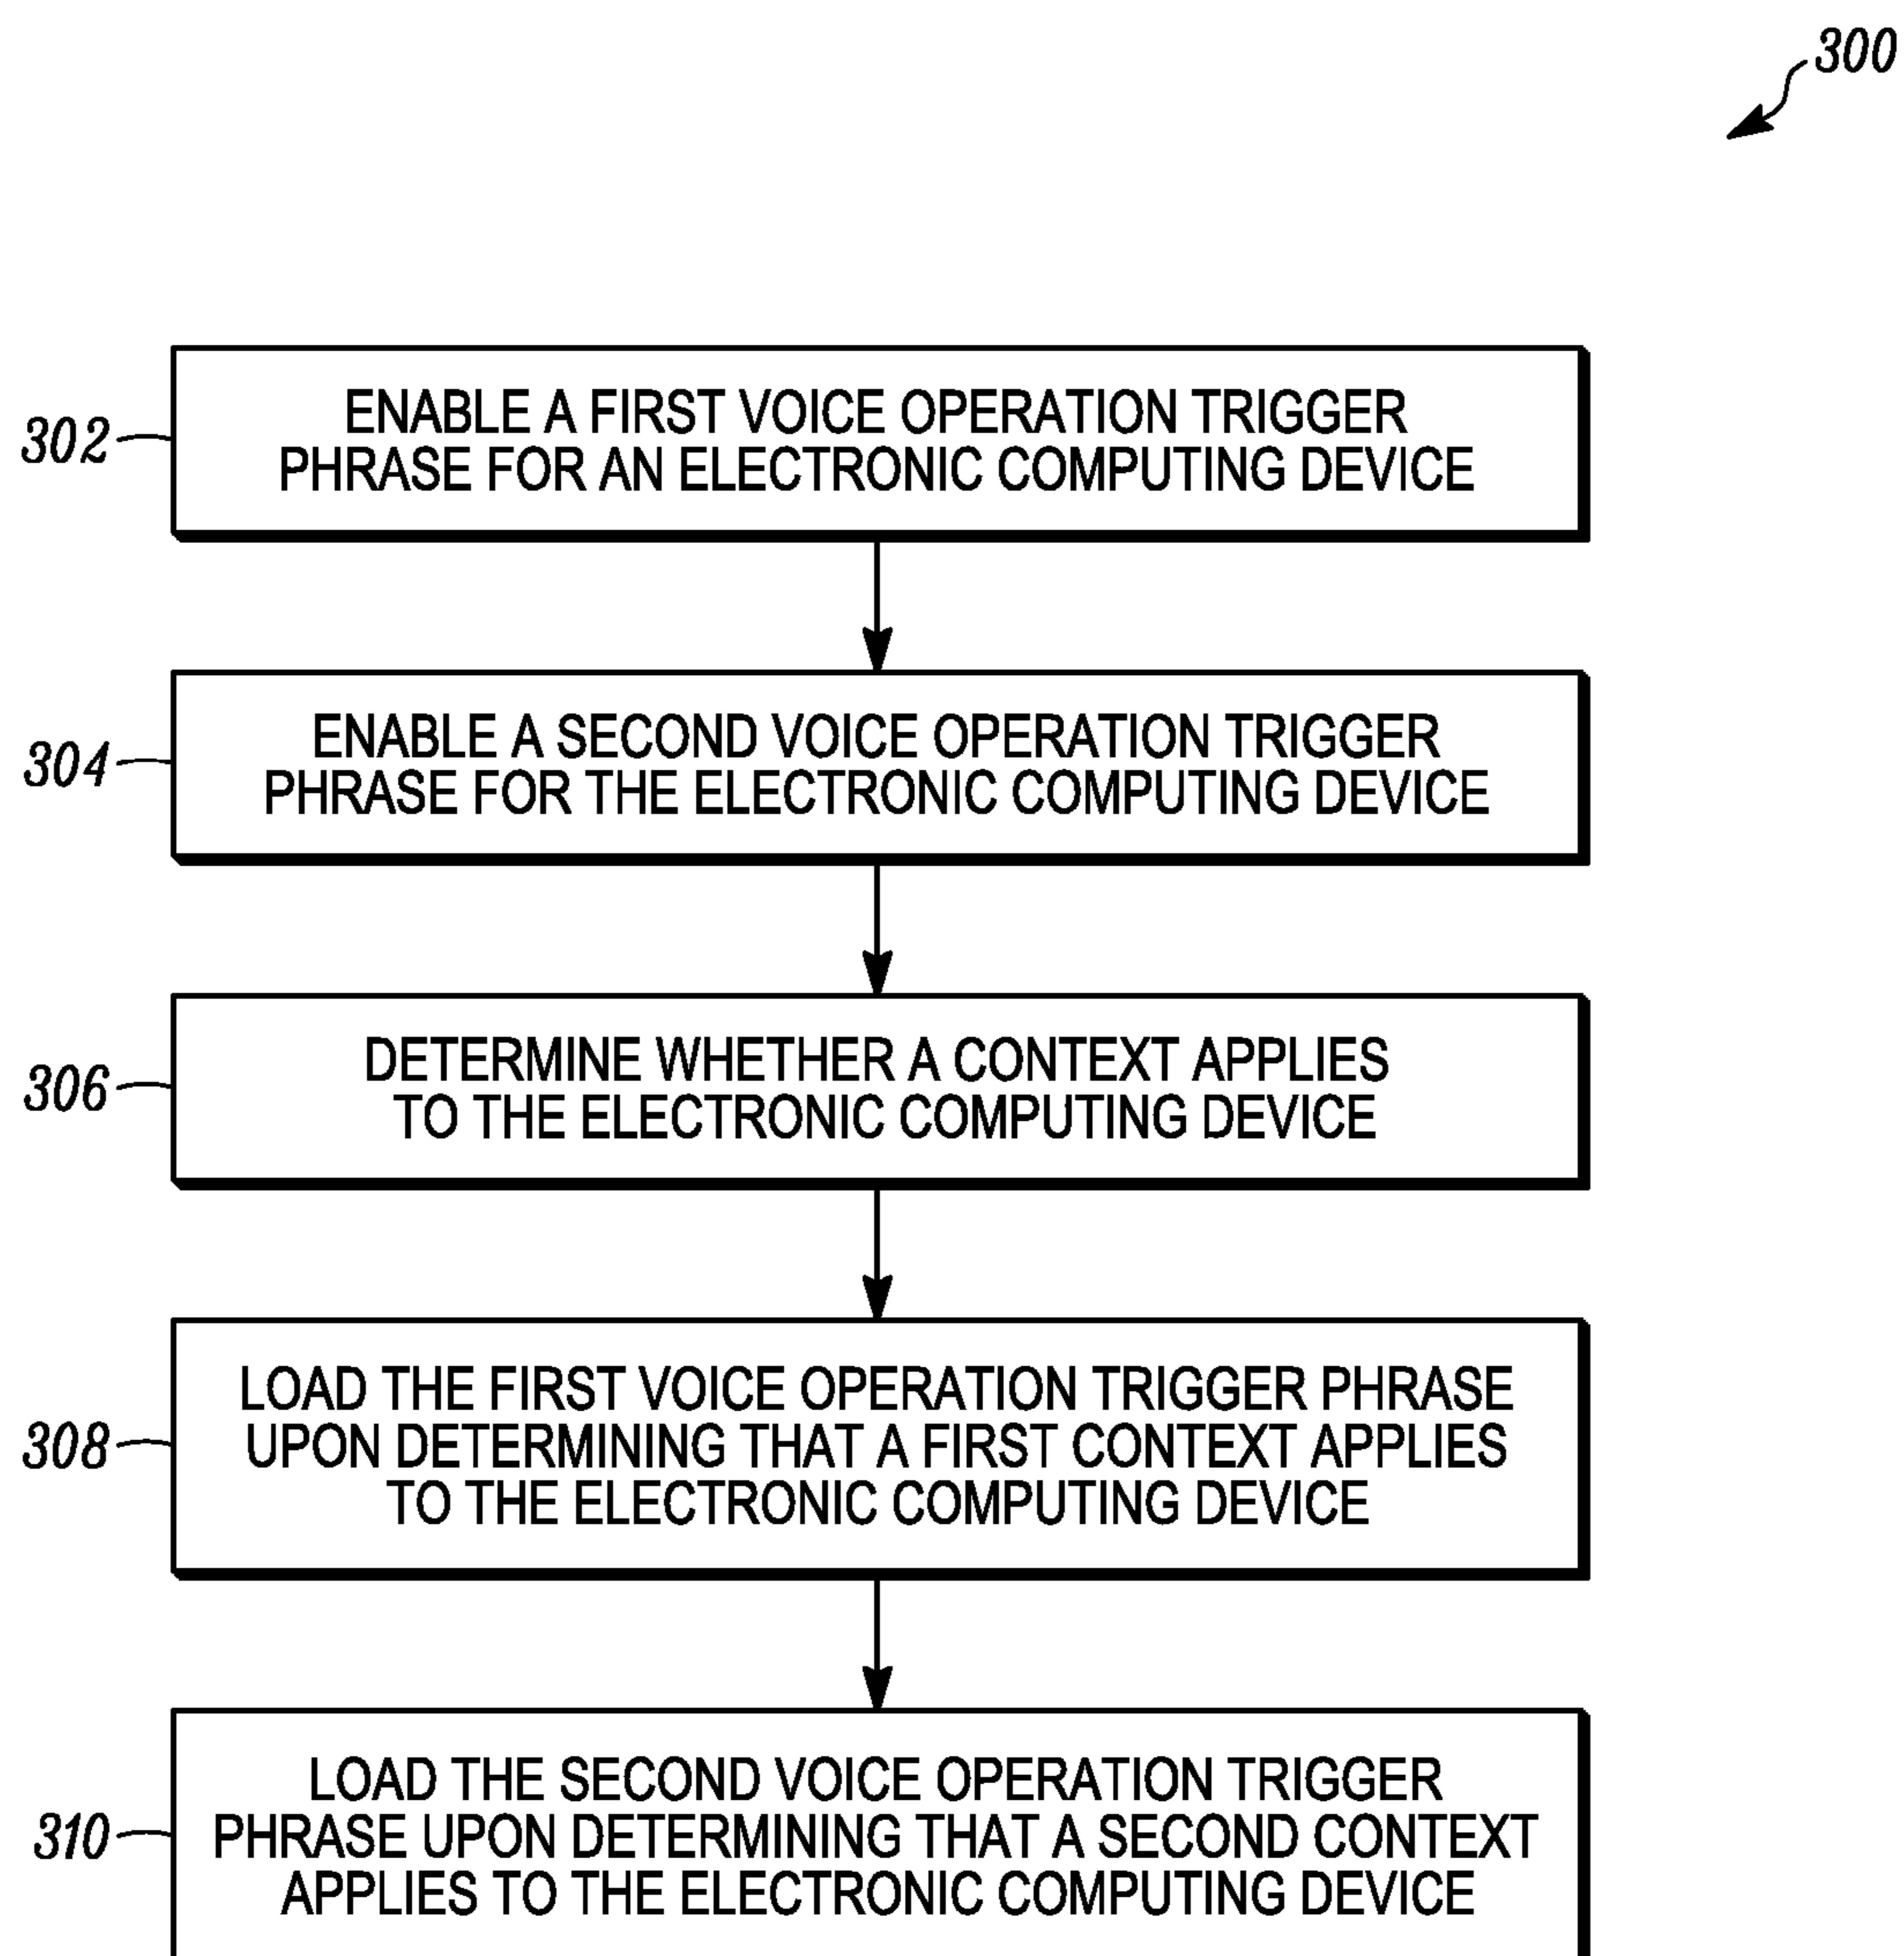 300
302
ENABLE A FIRST VOICE OPERATION TRIGGER
PHRASE FOR AN ELECTRONIC COMPUTING DEVICE
304
ENABLE A SECOND VOICE OPERATION TRIGGER
PHRASE FOR THE ELECTRONIC COMPUTING DEVICE
306
DETERMINE WHETHER A CONTEXT APPLIES
TO THE ELECTRONIC COMPUTING DEVICE
308
LOAD THE FIRST VOICE OPERATION TRIGGER PHRASE
UPON DETERMINING THAT A FIRST CONTEXT APPLIES
TO THE ELECTRONIC COMPUTING DEVICE
310
LOAD THE SECOND VOICE OPERATION TRIGGER
PHRASE UPON DETERMINING THAT A SECOND CONTEXT
APPLIES TO THE ELECTRONIC COMPUTING DEVICE